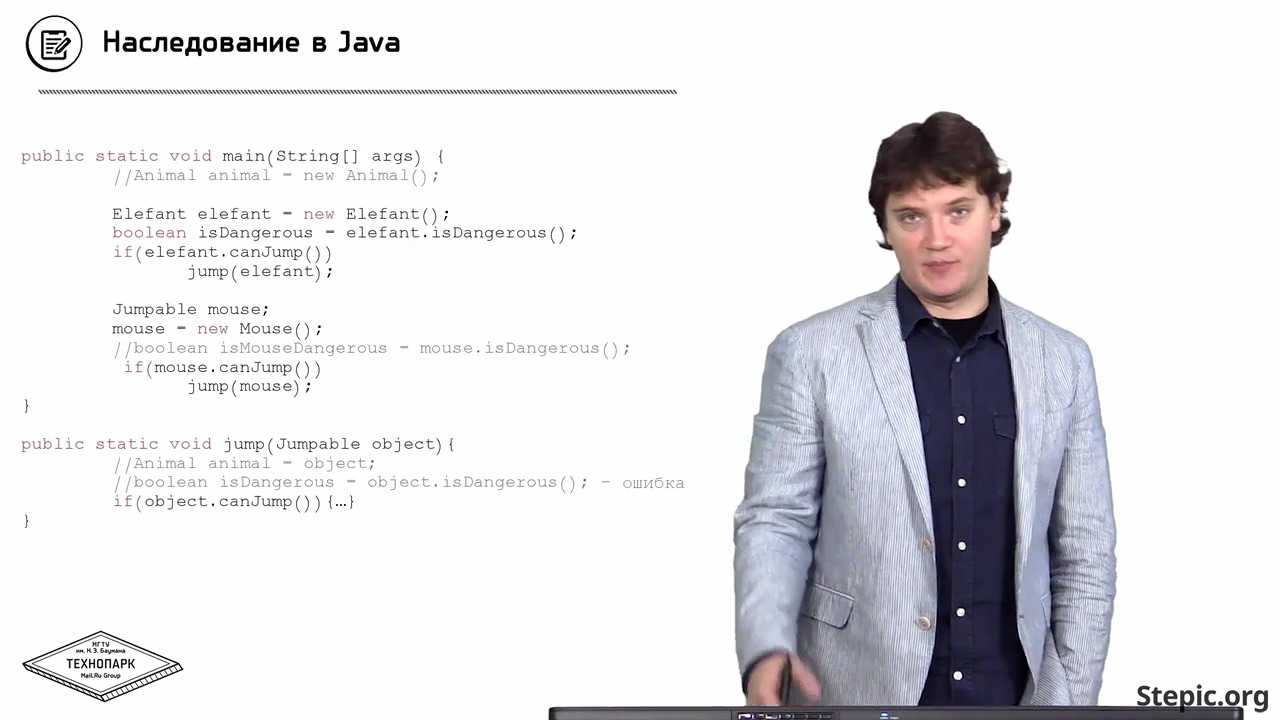 Наследование в Java
public static void main(String[] args) {
//Animal animal = new Animal();
Elefant elefant = new Elefant();
boolean isDangerous = elefant.isDangerous();
if(elefant.canJump())
jump(elefant);
Jumpable mouse;
mouse = new Mouse();
//boolean isMouseDangerous = mouse.isDangerous();
if(mouse.canJump())
jump(mouse);
}
public static void jump(Jumpable object){
//Animal animal = object;
//boolean isDangerous = object.isDangerous(); – ошибка
if(object.canJump()){…}
}
МГТУ
им. Н.Э. Баумана
ТЕХНОПАРК
Mail.Ru Group
Stepic.org